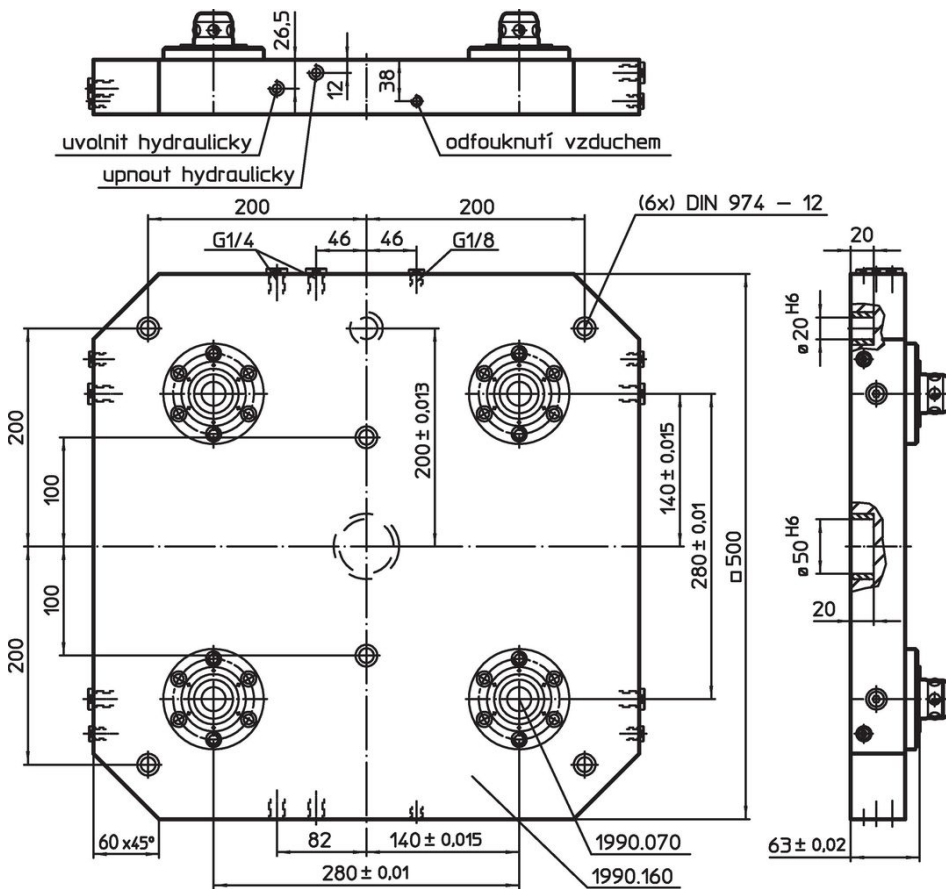 26,5
12
38
uvolnit hydraulicky
odfouknutí vzduchem
upnout hydraulicky
200
200
(6x) DIN 974 – 12
G1/4
46
46
G1/8
20
ø20 H6
200
100
200 ± 0,013
140 ± 0,015
280 ± 0,01
□ 500
ø50 H6
100
200
20
60 x45°
82
140 ± 0,015
1990.070
63 ± 0,02
280 ± 0,01
1990.160